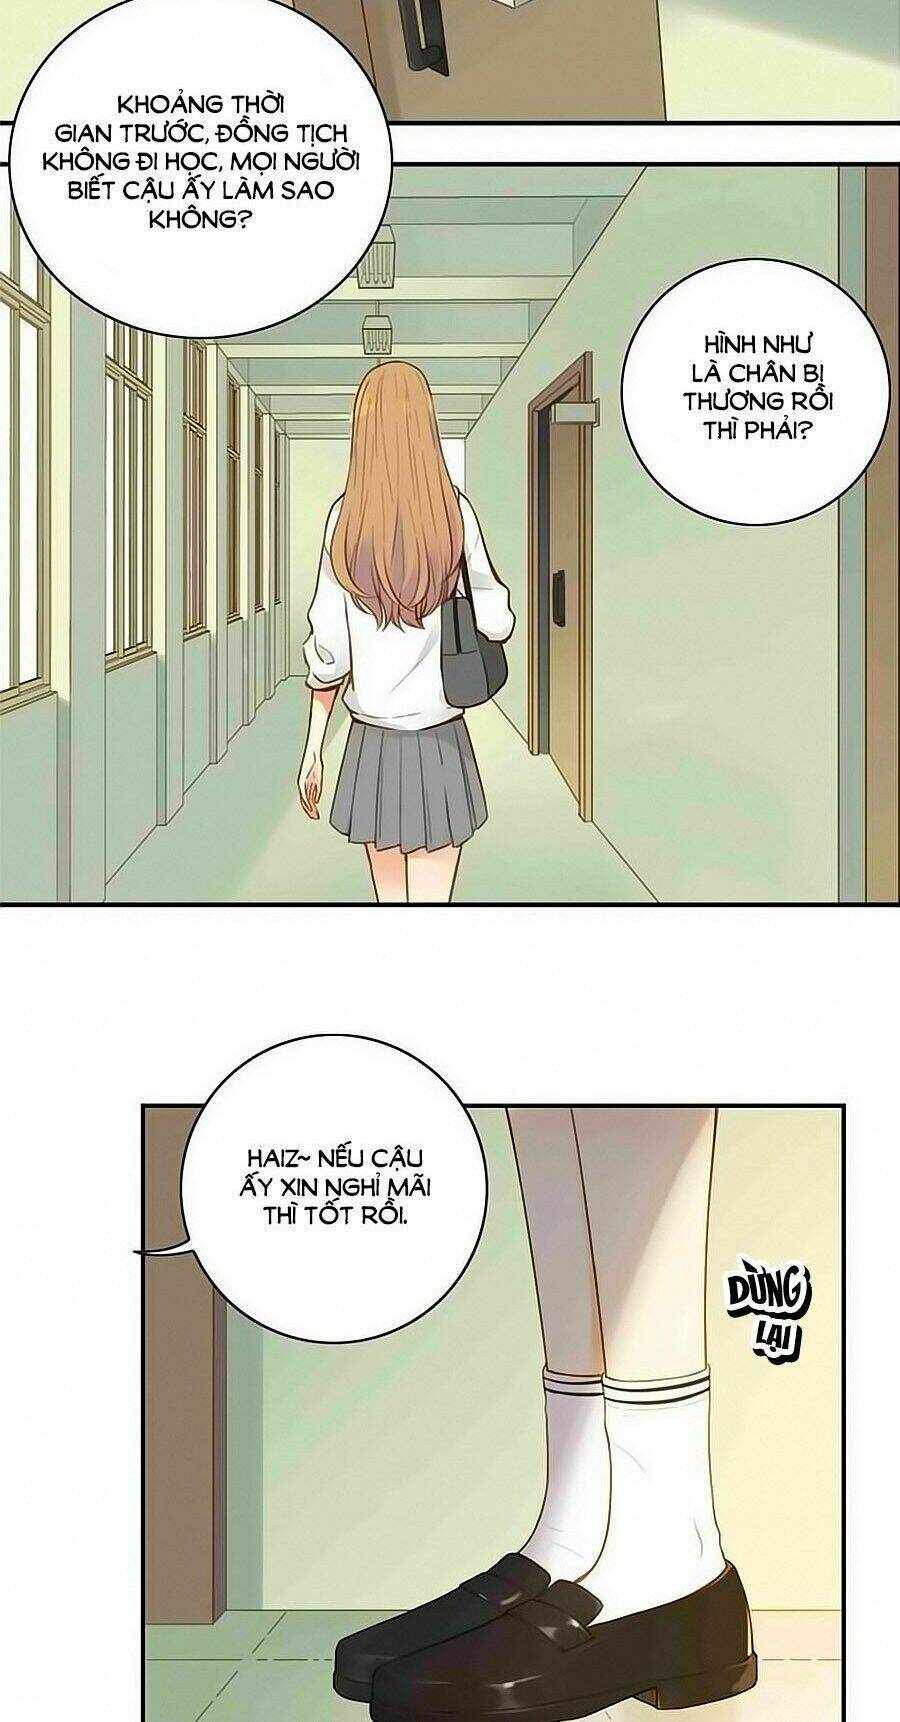 KHOẢNG THỜI
GIAN TRƯỚC, ĐỒNG TỊCH
KHÔNG ĐI HỌC, MỌI NGƯỜI
BIẾT CẬU ẤY LÀM SAO
KHÔNG?
HÌNH NHƯ
LÀ CHÂN BỊ
THƯƠNG RỒI
THÌ PHẢI?
HAIZ~ NẾU CẬU
ẤY XIN NGHỈ MÃI
THÌ TỐT RỒI.
DỪNG
LẠI